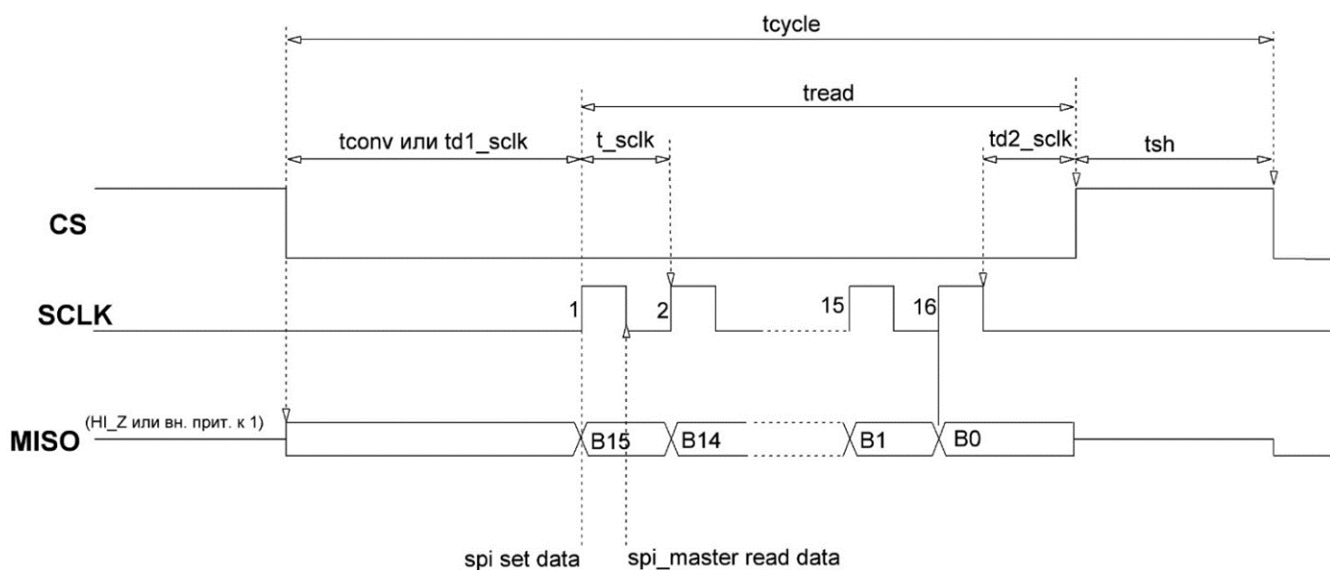 tcycle
tread
tconv или td1_sclk
t_sclk
td2_sclk
tsh
CS
SCLK
1
2
15
16
MISO
(HI_Z или вн. прит. к 1)
B15
B14
B1
B0
spi set data
spi_master read data